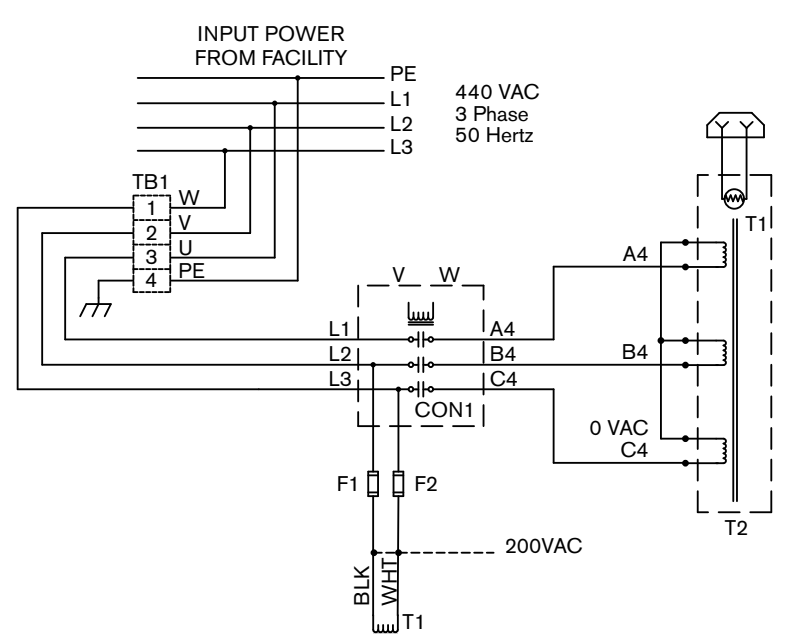 INPUT POWER
FROM FACILITY
PE
L1
L2
L3
440 VAC
3 Phase
50 Hertz
TB1
1
W
2
V
3
U
4
PE
T1
A4
V W
L1
A4
L2
B4
B4
L3
C4
CON1
0 VAC
C4
F1
F2
T2
200VAC
BLK
WHT
T1